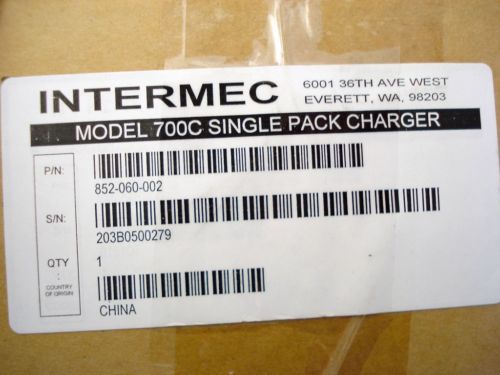 INTERMEC
6001 36TH AVE WEST
EVERETT, WA, 98203
MODEL 700C SINGLE PACK CHARGER
P/N:
852-060-002
S/N:
203B0500279
QTY 1
:
COUNTRY
OF ORIGIN
CHINA